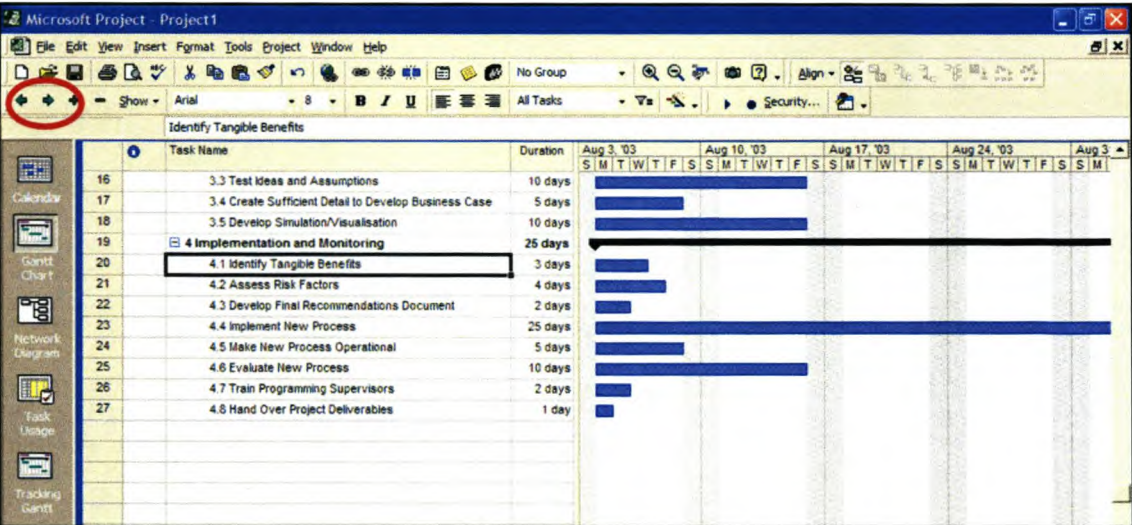 Microsoft Project - Project1
File Edit View Insert Format Tools Project Window Help
No Group Align
Show Arial 8 B I U All Tasks Security...
Identify Tangible Benefits
Task Name Duration Aug 3, '03 Aug 10, '03 Aug 17, '03 Aug 24, '03 Aug 3
S M T W T F S S M T W T F S S M T W T F S S M T W T F S S M
16 3.3 Test Ideas and Assumptions 10 days
17 3.4 Create Sufficient Detail to Develop Business Case 5 days
18 3.5 Develop Simulation/Visualisation 10 days
19 4 Implementation and Monitoring 25 days
20 4.1 Identify Tangible Benefits 3 days
21 4.2 Assess Risk Factors 4 days
22 4.3 Develop Final Recommendations Document 2 days
23 4.4 Implement New Process 25 days
24 4.5 Make New Process Operational 5 days
25 4.6 Evaluate New Process 10 days
26 4.7 Train Programming Supervisors 2 days
27 4.8 Hand Over Project Deliverables 1 day
Calendar
Gantt
Chart
Network
Diagram
Task
Usage
Tracking
Gantt